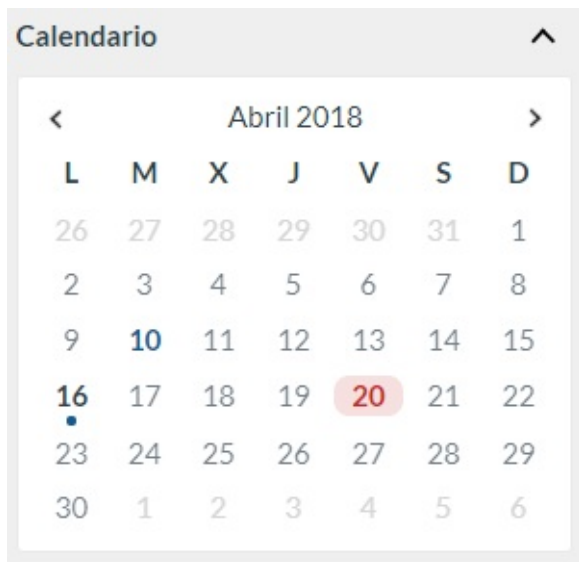 Calendario
Abril 2018
L M X J V S D
26 27 28 29 30 31 1
2 3 4 5 6 7 8
9 10 11 12 13 14 15
16 17 18 19 20 21 22
23 24 25 26 27 28 29
30 1 2 3 4 5 6